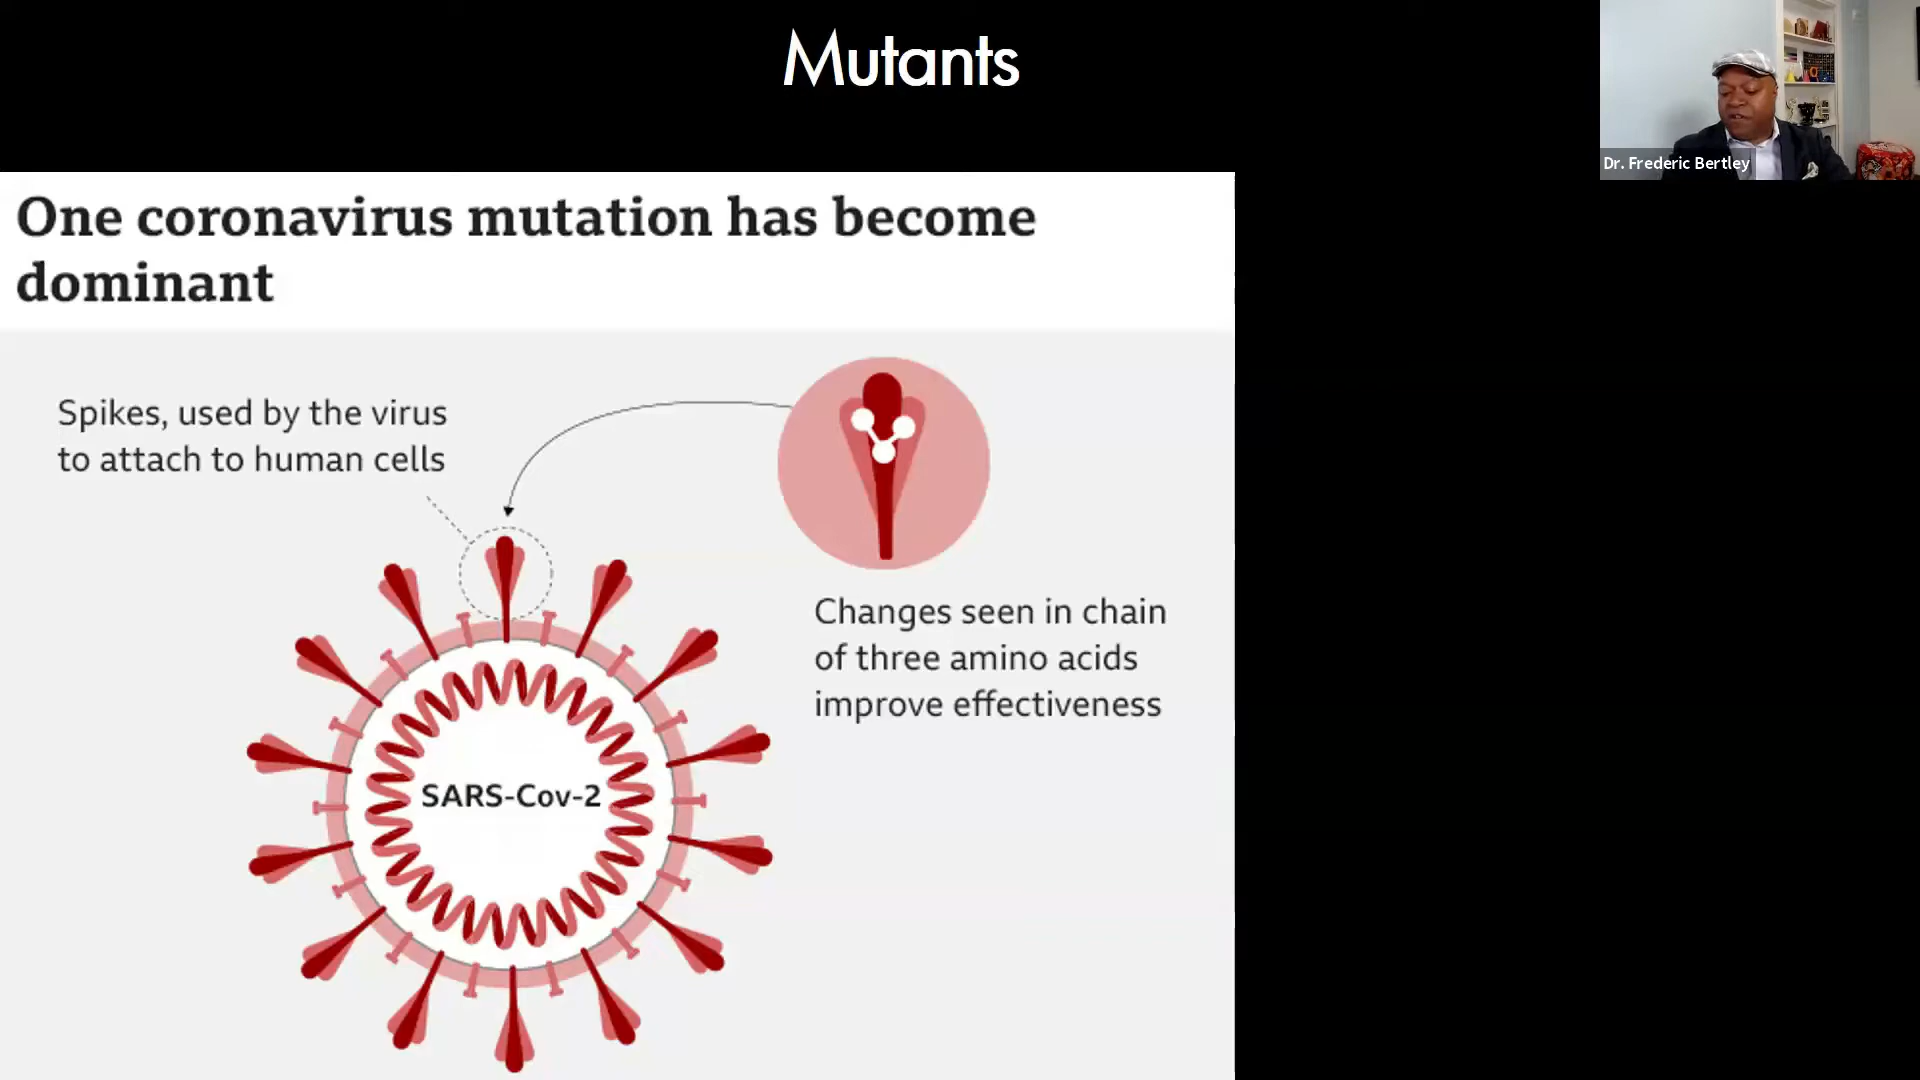 Mutants
Dr. Frederic Bertley
One coronavirus mutation has become
dominant
Spikes, used by the virus
to attach to human cells
Changes seen in chain
of three amino acids
improve effectiveness
SARS-Cov-2